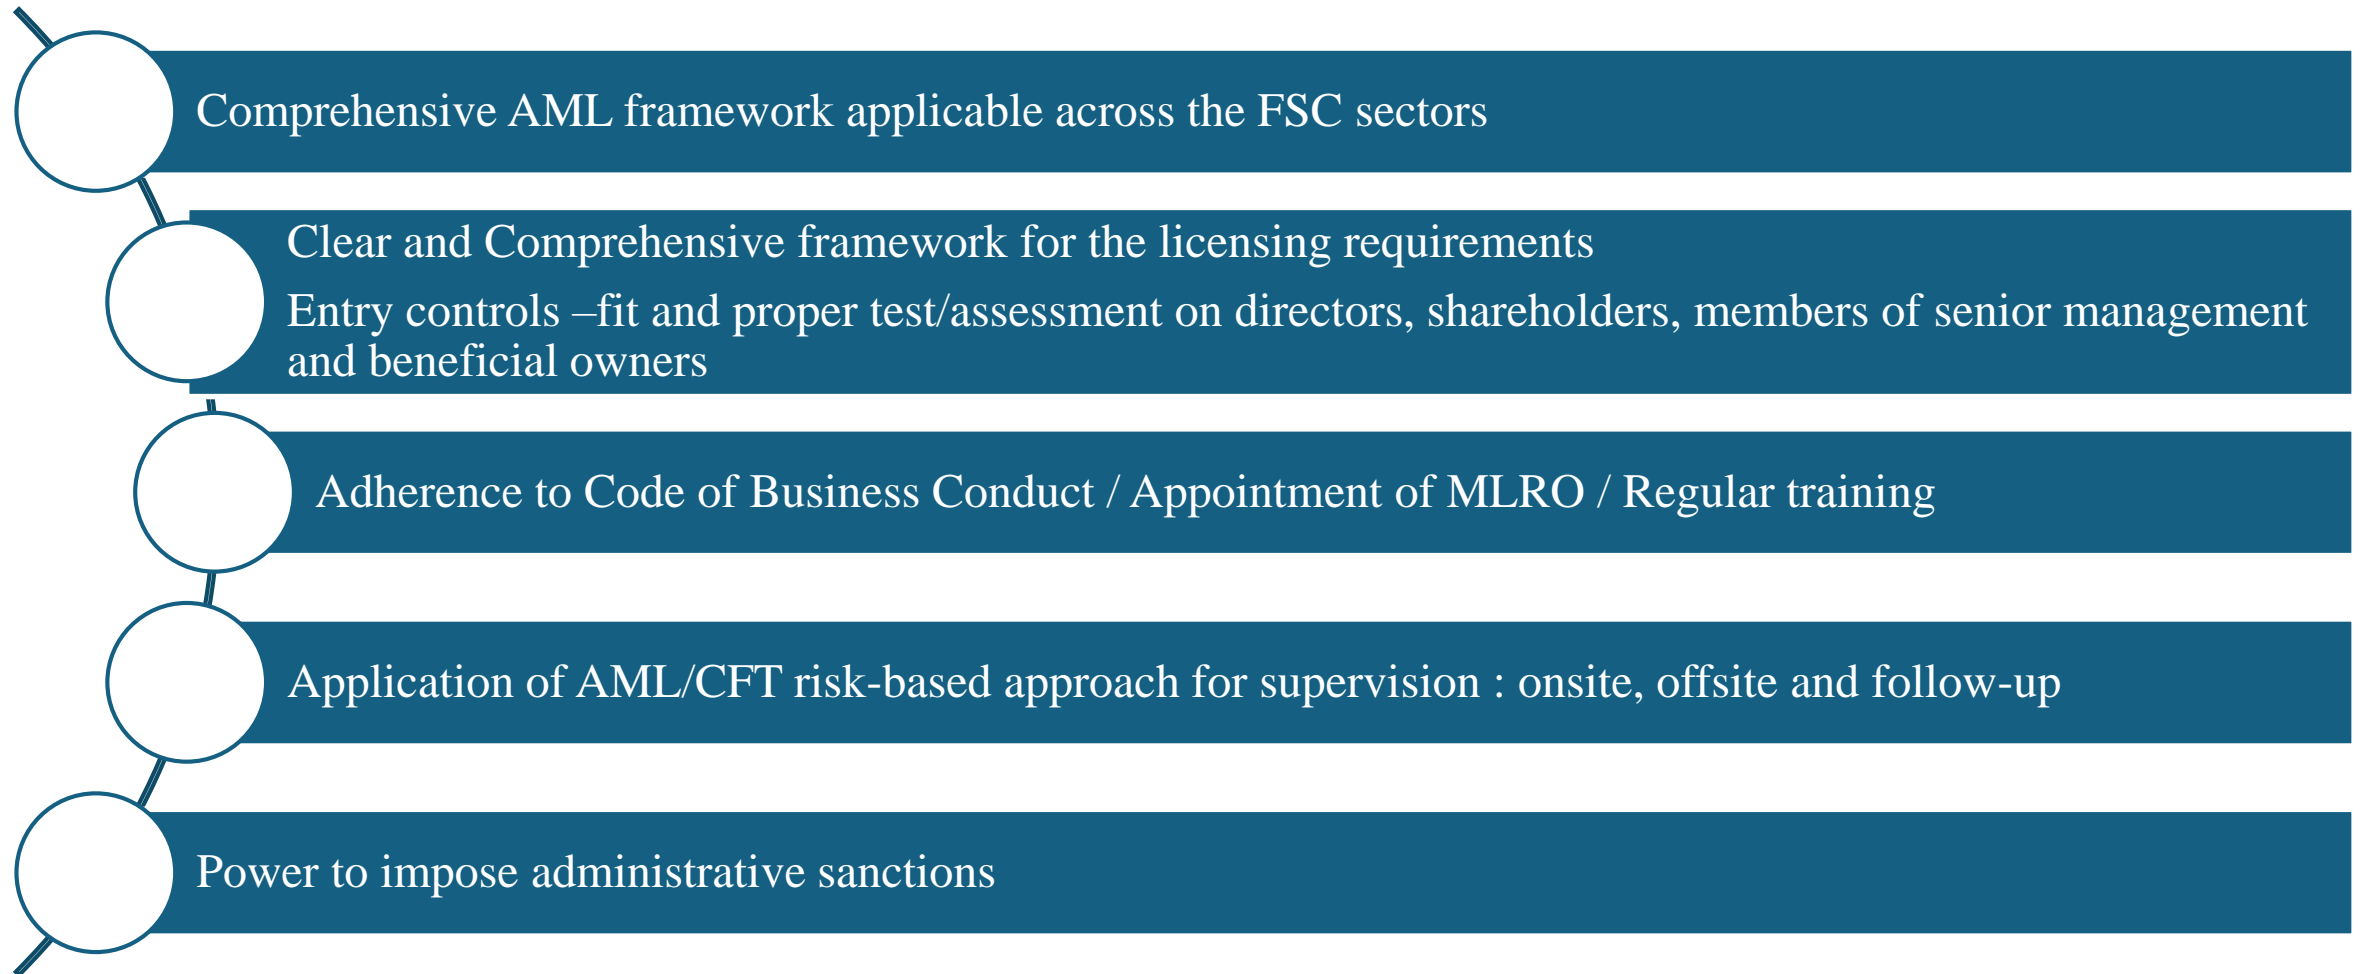 Comprehensive AML framework applicable across the FSC sectors
Clear and Comprehensive framework for the licensing requirements
Entry controls –fit and proper test/assessment on directors, shareholders, members of senior management
and beneficial owners
Adherence to Code of Business Conduct / Appointment of MLRO / Regular training
Application of AML/CFT risk-based approach for supervision : onsite, offsite and follow-up
Power to impose administrative sanctions